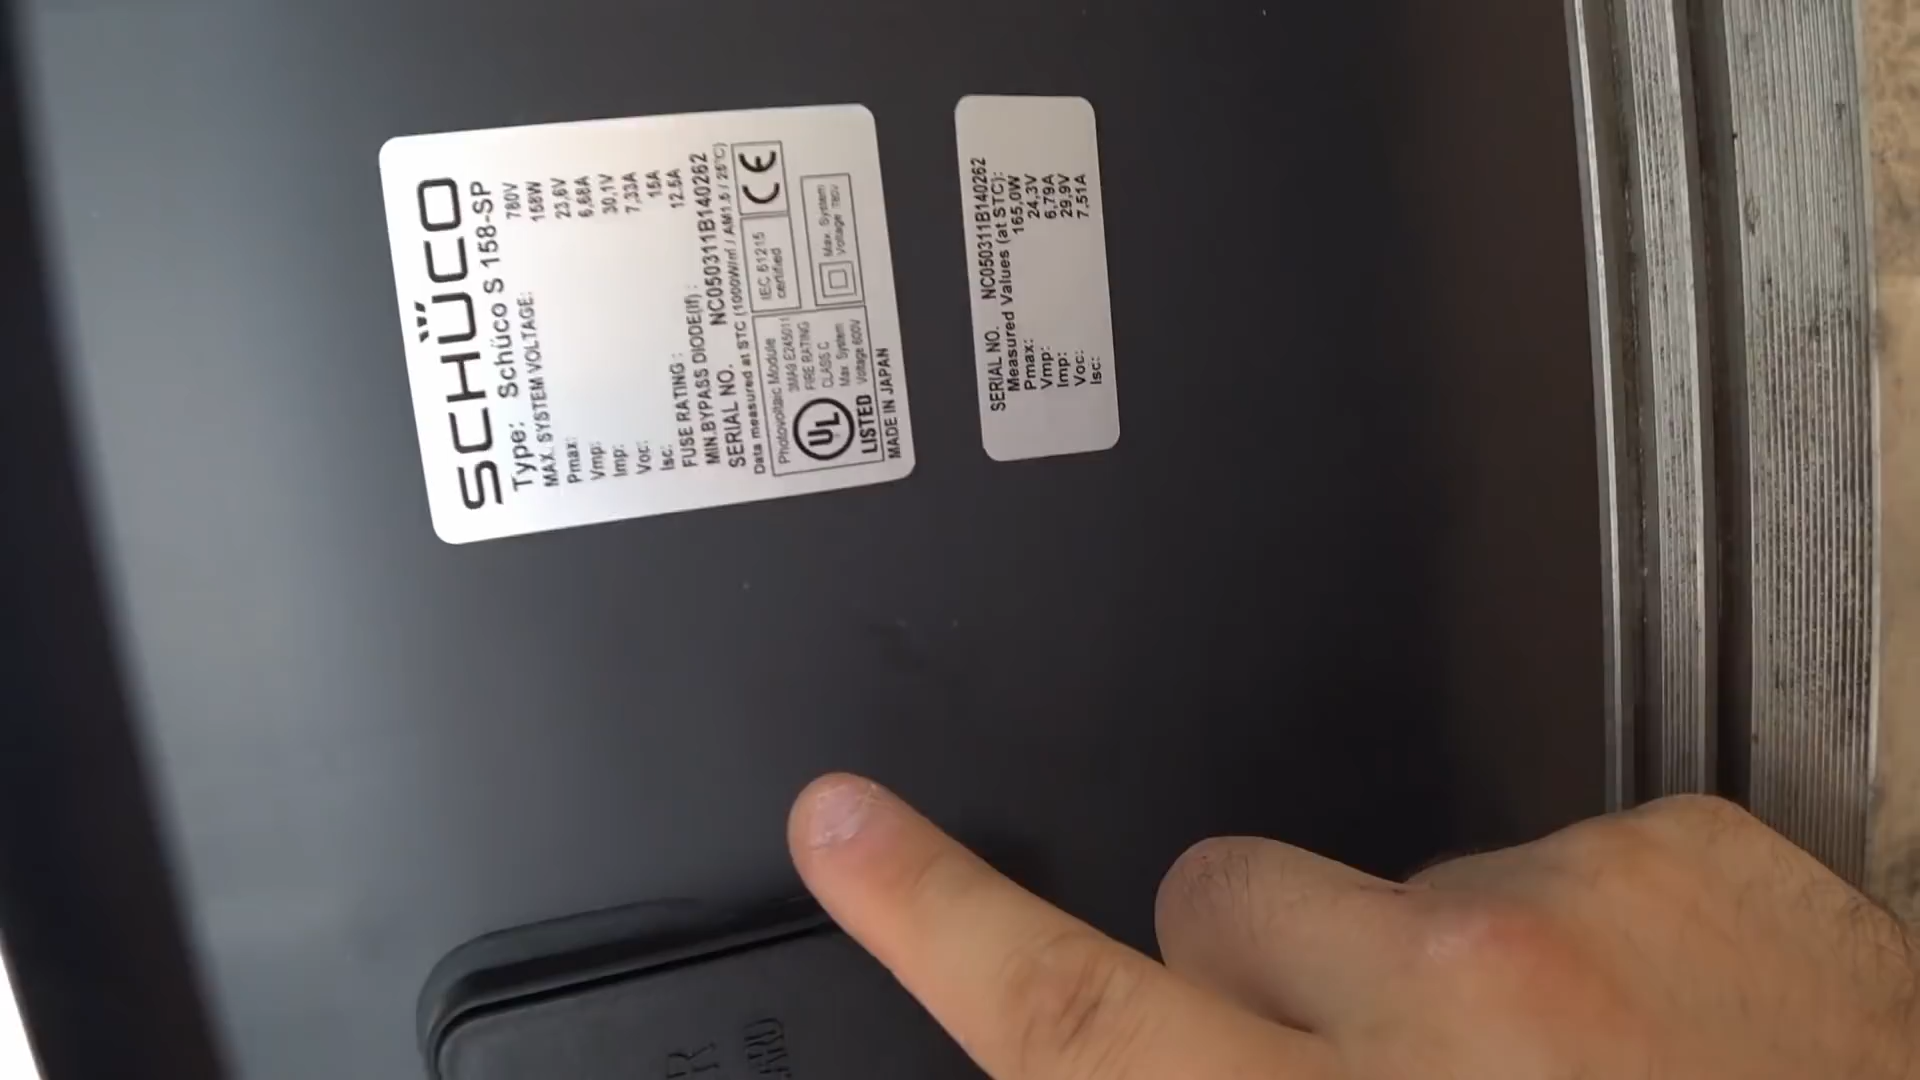 SCHÜCO
Type: Schüco S 158-SP
MAX. SYSTEM VOLTAGE: 780V
Pmax: 158W
Vmp: 23,6V
Imp: 6,68A
Voc: 30,1V
Isc: 7,33A
FUSE RATING : 15A
MIN.BYPASS DIODE(If) : 12.5A
SERIAL NO. NC050311B140262
Data measured at STC (1000W/㎡ / AM1.5 / 25℃)
Photovoltaic Module
3MA9 E245011
FIRE RATING
CLASS C
Max. System
Voltage 600V
UL
LISTED
IEC 61215
certified
CE
Max. System
Voltage 780V
MADE IN JAPAN
SERIAL NO. NC050311B140262
Measured Values (at STC):
Pmax: 165,0W
Vmp: 24,3V
Imp: 6,79A
Voc: 29,9V
Isc: 7,51A